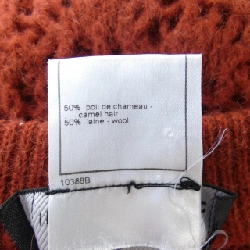 50% poil de chameau -
camel hair
50% laine - wool
10388B